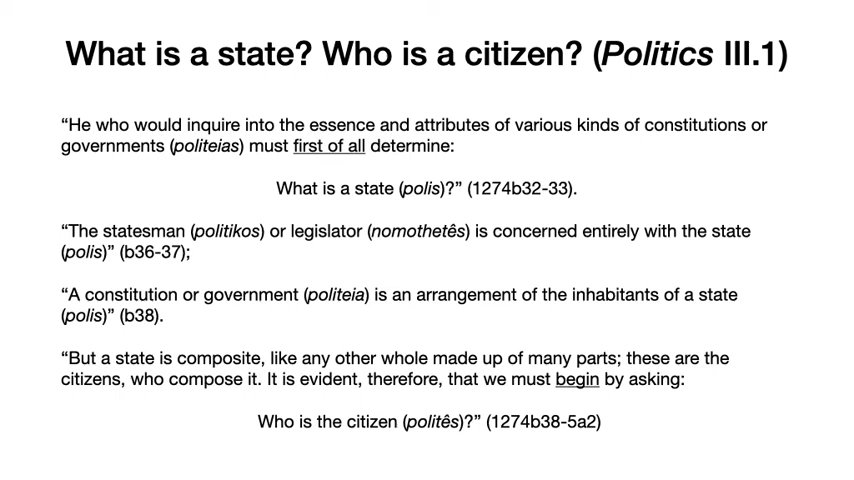 What is a state? Who is a citizen? (Politics III.1)
“He who would inquire into the essence and attributes of various kinds of constitutions or
governments (politeias) must first of all determine:
What is a state (polis)?” (1274b32-33).
“The statesman (politikos) or legislator (nomothetês) is concerned entirely with the state
(polis)” (b36-37);
“A constitution or government (politeia) is an arrangement of the inhabitants of a state
(polis)” (b38).
“But a state is composite, like any other whole made up of many parts; these are the
citizens, who compose it. It is evident, therefore, that we must begin by asking:
Who is the citizen (politês)?” (1274b38-5a2)